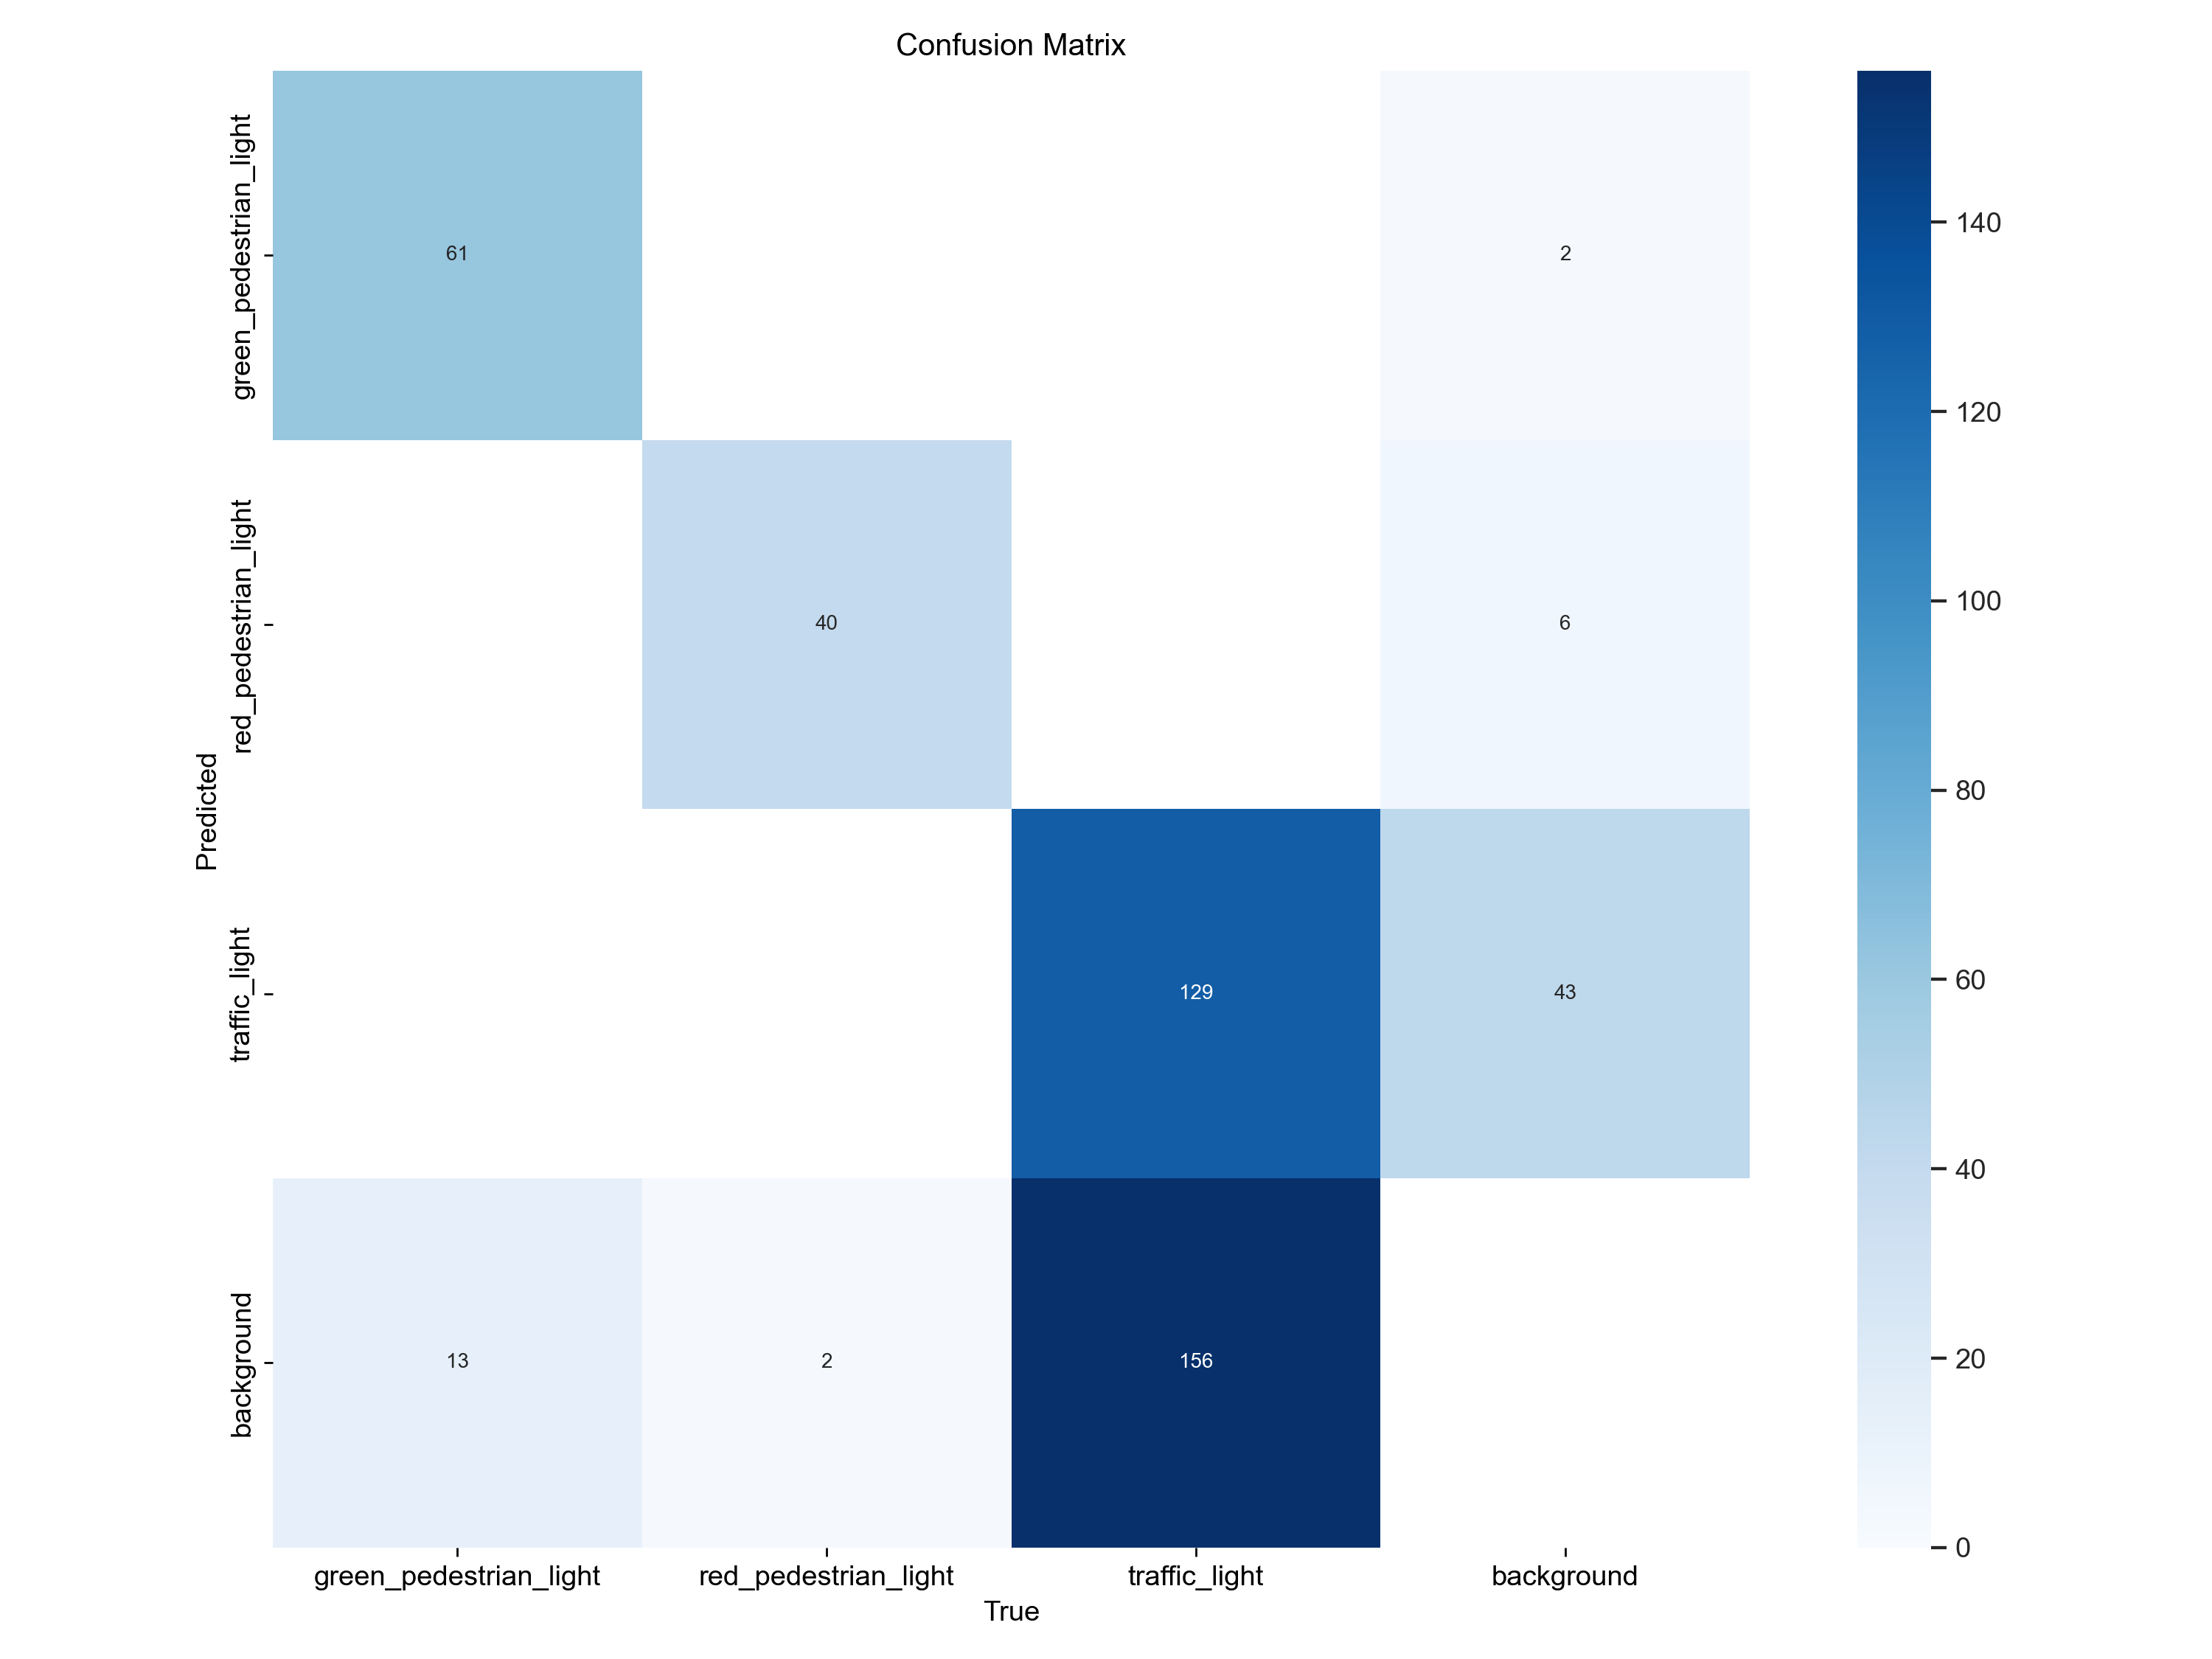 Confusion Matrix
green_pedestrian_light
61
2
red_pedestrian_light
40
6
Predicted
traffic_light
129
43
background
13
2
156
green_pedestrian_light
red_pedestrian_light
traffic_light
background
True
140
120
100
80
60
40
20
0